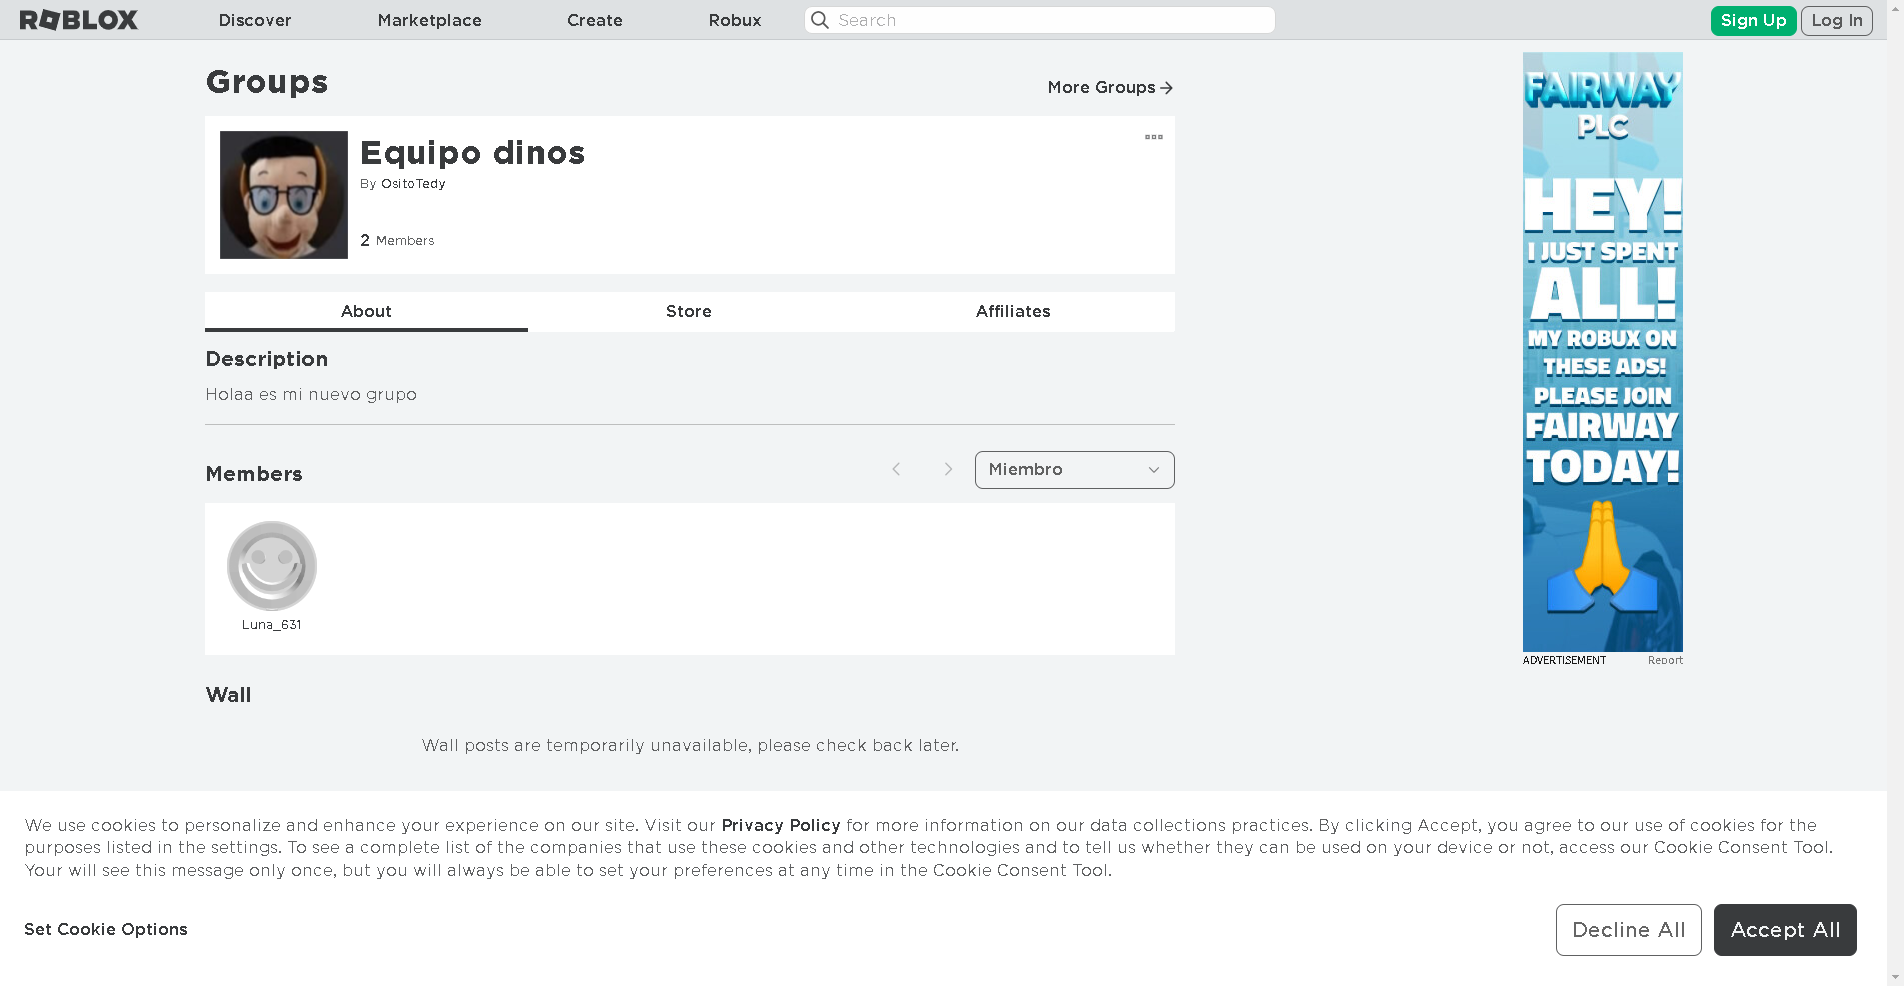 ROBLOX
Discover
Marketplace
Create
Robux
Search
Sign Up
Log In
Groups
More Groups
Equipo dinos
By OsitoTedy
2 Members
About
Store
Affiliates
Description
Holaa es mi nuevo grupo
Members
Miembro
Luna_631
Wall
Wall posts are temporarily unavailable, please check back later.
FAIRWAY
PLC
HEY!
I JUST SPENT
ALL!
MY ROBUX ON
THESE ADS!
PLEASE JOIN
FAIRWAY
TODAY!
ADVERTISEMENT
Report
We use cookies to personalize and enhance your experience on our site. Visit our Privacy Policy for more information on our data collections practices. By clicking Accept, you agree to our use of cookies for the
purposes listed in the settings. To see a complete list of the companies that use these cookies and other technologies and to tell us whether they can be used on your device or not, access our Cookie Consent Tool.
Your will see this message only once, but you will always be able to set your preferences at any time in the Cookie Consent Tool.
Set Cookie Options
Decline All
Accept All